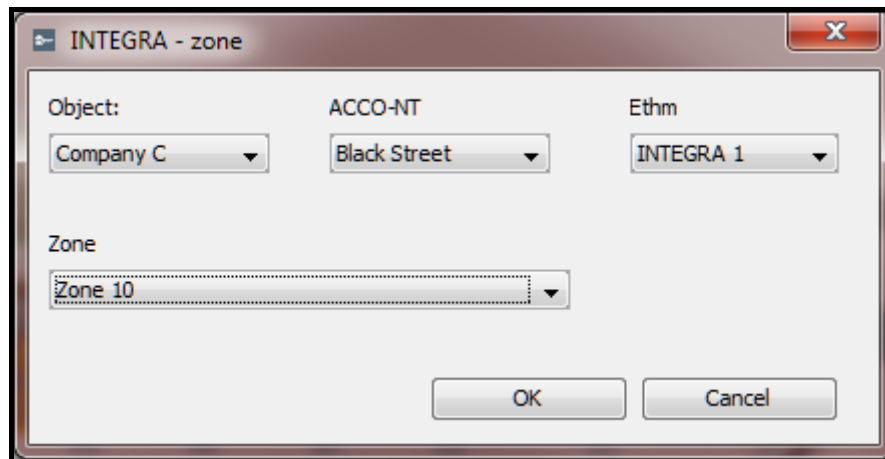 INTEGRA - zone
Object: ACCO-NT Ethm
Company C Black Street INTEGRA 1
Zone
Zone 10
OK Cancel